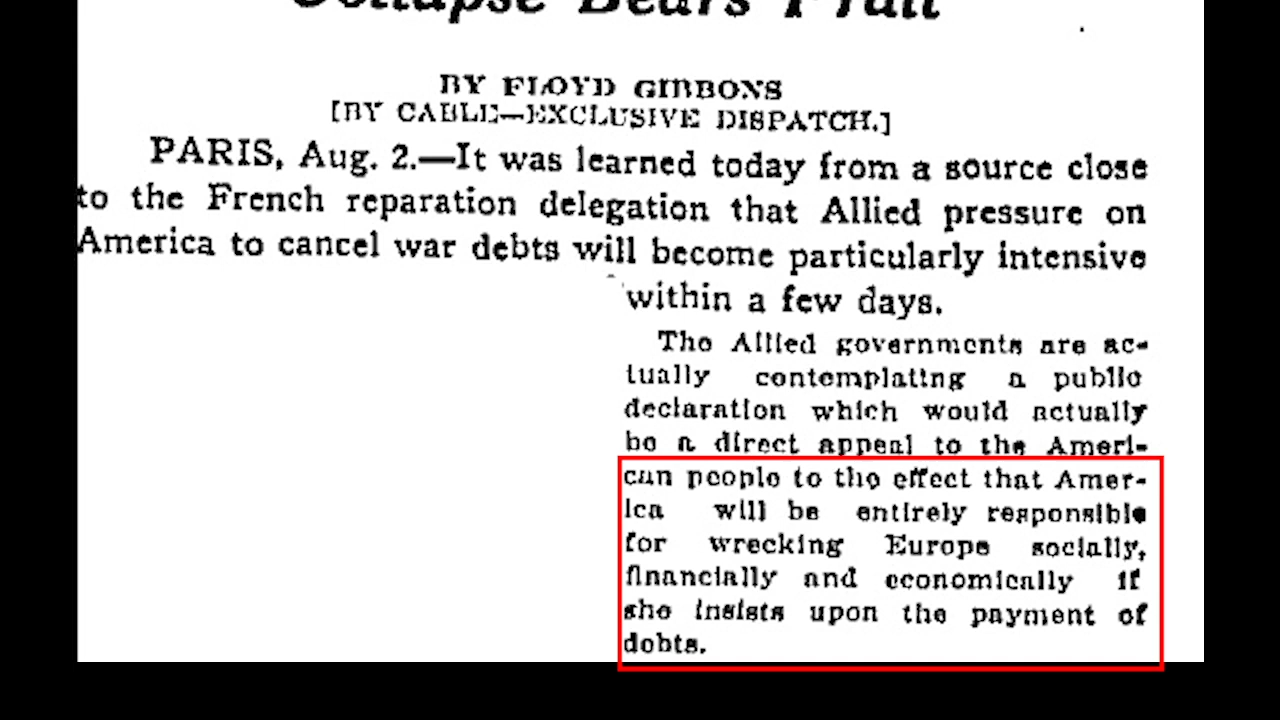 Collapse Bears Fruit
BY FLOYD GIBBONS
[BY CABLE—EXCLUSIVE DISPATCH.]
PARIS, Aug. 2.—It was learned today from a source close
to the French reparation delegation that Allied pressure on
America to cancel war debts will become particularly intensive
within a few days.
The Allied governments are ac-
tually contemplating a public
declaration which would actually
be a direct appeal to the Ameri-
can people to the effect that Amer-
ica will be entirely responsible
for wrecking Europe socially,
financially and economically if
she insists upon the payment of
debts.